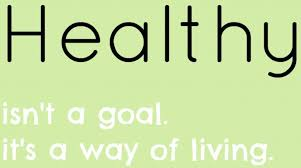 Healthy
isn't a goal.
it's a way of living.